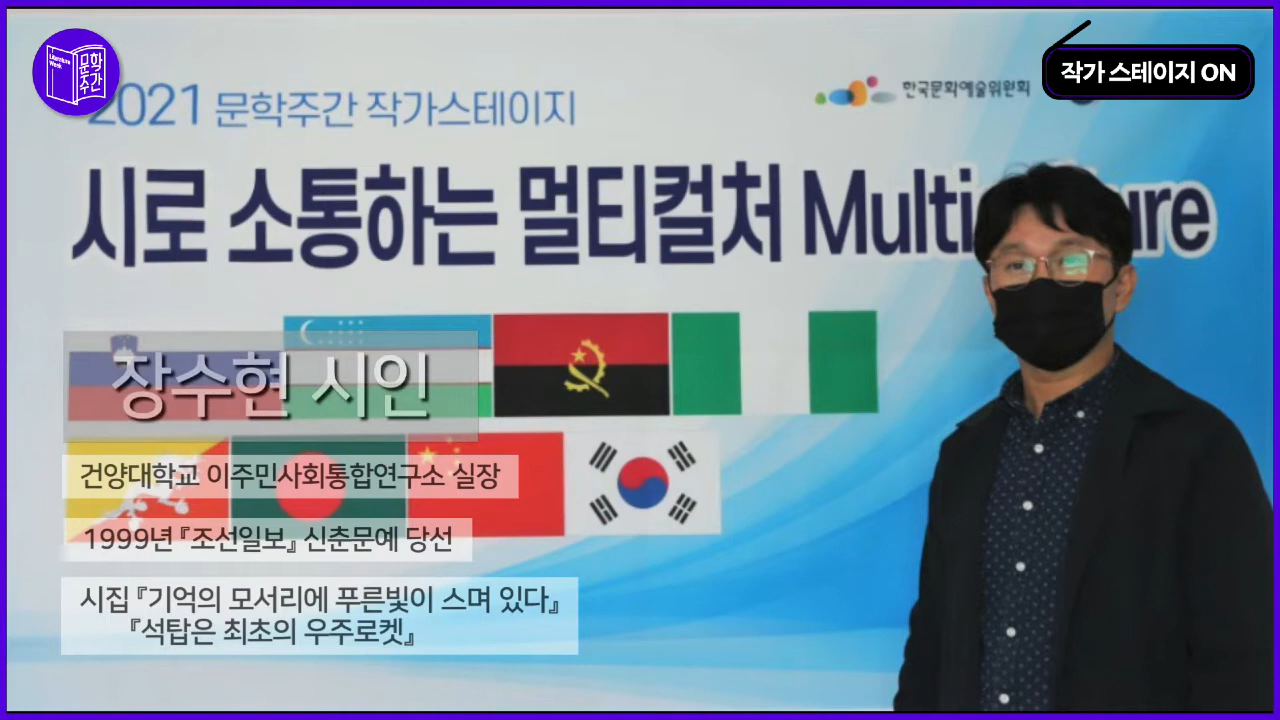 Literature
Week
문학
주간
작가 스테이지 ON
한국문화예술위원회
2021 문학주간 작가스테이지
시로 소통하는 멀티컬처 Multi ure
장수현 시인
건양대학교 이주민사회통합연구소 실장
1999년『조선일보』신춘문예 당선
시집『기억의 모서리에 푸른빛이 스며 있다』
『석탑은 최초의 우주로켓』